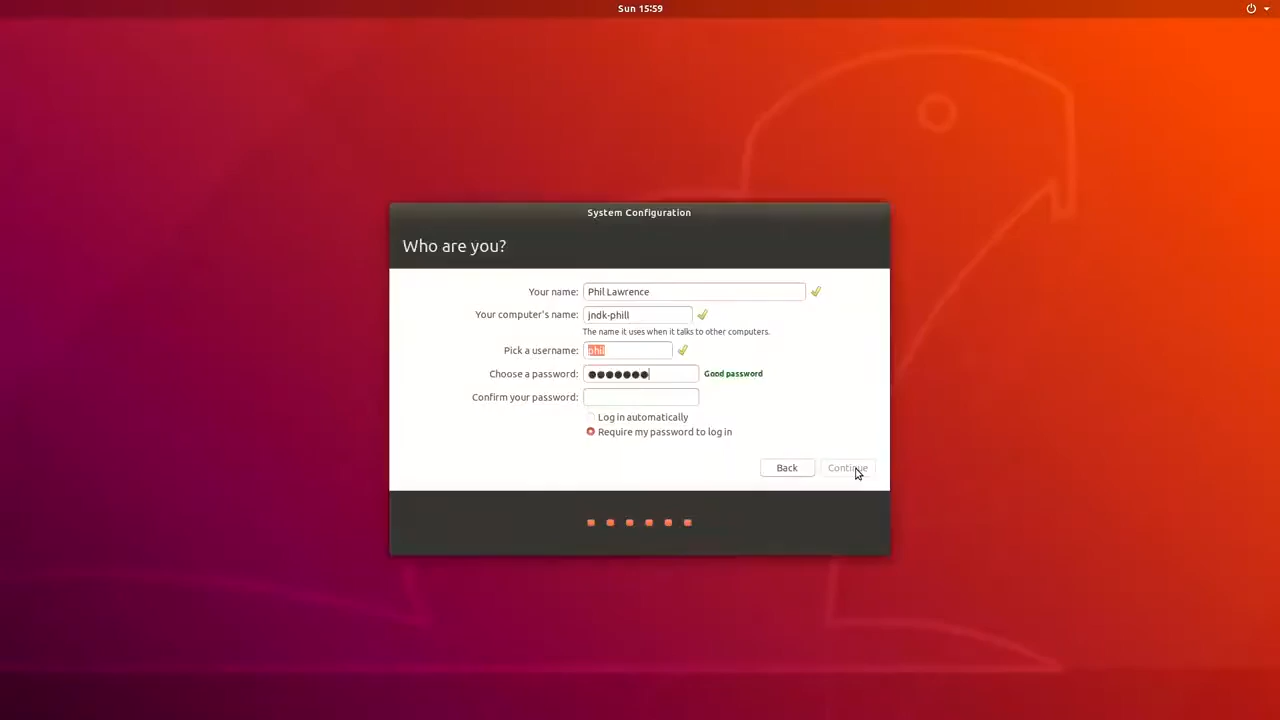 Sun 15:59
System Configuration
Who are you?
Your name: Phil Lawrence
Your computer's name: jndk-phill
The name it uses when it talks to other computers.
Pick a username: phil
Choose a password: ●●●●●●● Good password
Confirm your password:
Log in automatically
Require my password to log in
Back Continue